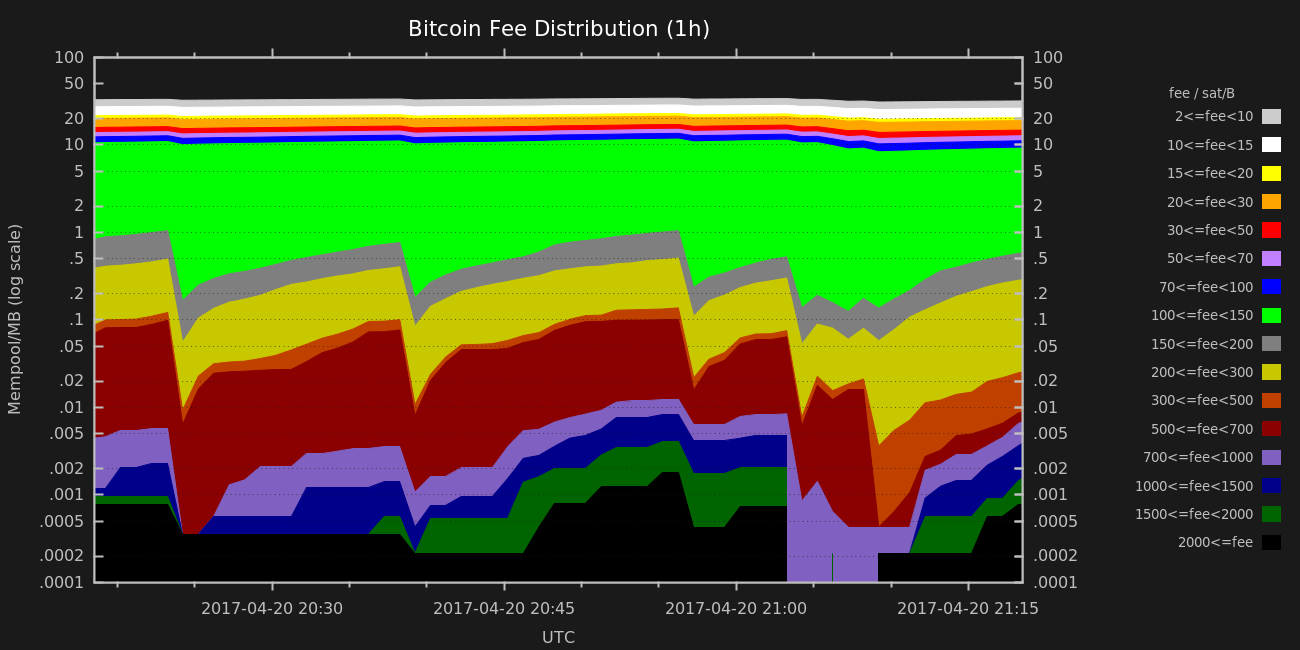 Bitcoin Fee Distribution (1h)
Mempool/MB (log scale)
100
50
20
10
5
2
1
.5
.2
.1
.05
.02
.01
.005
.002
.001
.0005
.0002
.0001
100
50
20
10
5
2
1
.5
.2
.1
.05
.02
.01
.005
.002
.001
.0005
.0002
.0001
2017-04-20 20:30 2017-04-20 20:45 2017-04-20 21:00 2017-04-20 21:15
UTC
fee / sat/B
2<=fee<10
10<=fee<15
15<=fee<20
20<=fee<30
30<=fee<50
50<=fee<70
70<=fee<100
100<=fee<150
150<=fee<200
200<=fee<300
300<=fee<500
500<=fee<700
700<=fee<1000
1000<=fee<1500
1500<=fee<2000
2000<=fee